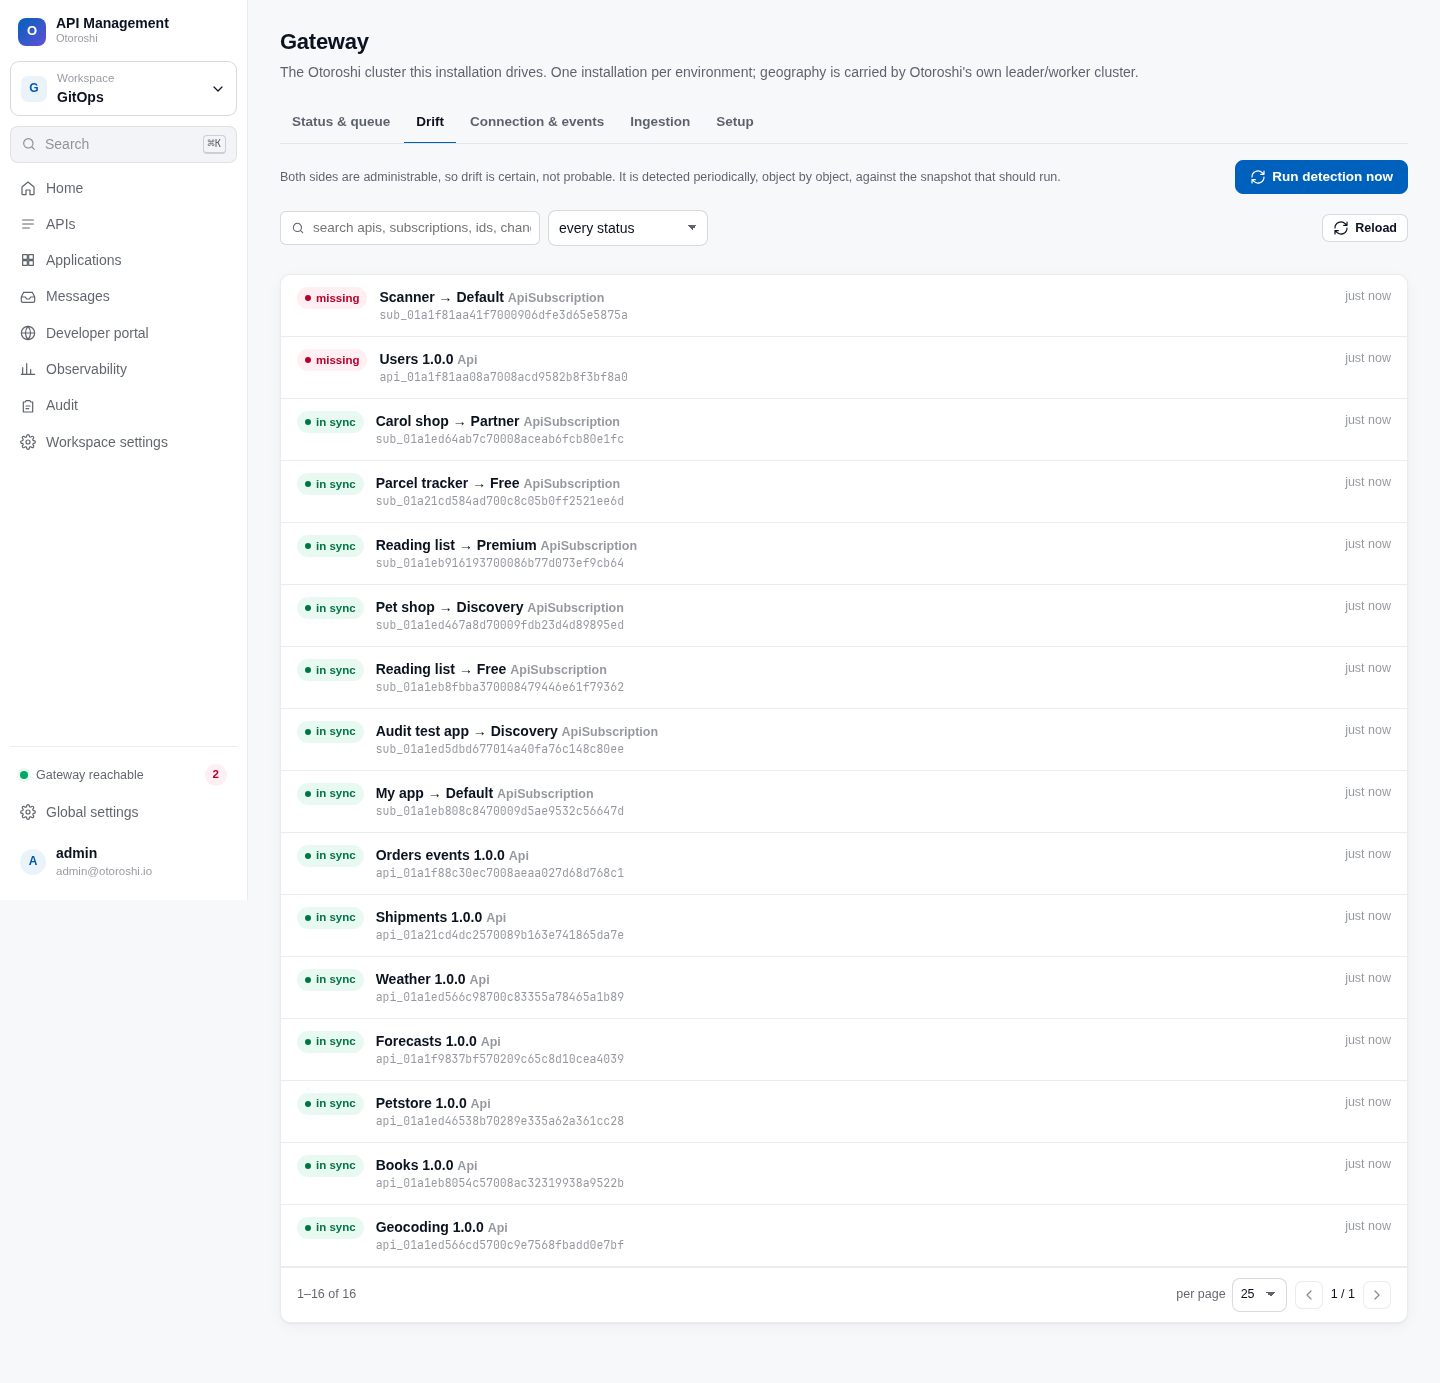 O
API Management
Otoroshi
G
Workspace
GitOps
Search
⌘K
Home
APIs
Applications
Messages
Developer portal
Observability
Audit
Workspace settings
Gateway reachable 2
Global settings
A
admin
admin@otoroshi.io
Gateway
The Otoroshi cluster this installation drives. One installation per environment; geography is carried by Otoroshi's own leader/worker cluster.
Status & queue Drift Connection & events Ingestion Setup
Both sides are administrable, so drift is certain, not probable. It is detected periodically, object by object, against the snapshot that should run.
Run detection now
search apis, subscriptions, ids, chan
every status
Reload
missing Scanner → Default ApiSubscription just now
sub_01a1f81aa41f7000906dfe3d65e5875a
missing Users 1.0.0 Api just now
api_01a1f81aa08a7008acd9582b8f3bf8a0
in sync Carol shop → Partner ApiSubscription just now
sub_01a1ed64ab7c70008aceab6fcb80e1fc
in sync Parcel tracker → Free ApiSubscription just now
sub_01a21cd584ad700c8c05b0ff2521ee6d
in sync Reading list → Premium ApiSubscription just now
sub_01a1eb916193700086b77d073ef9cb64
in sync Pet shop → Discovery ApiSubscription just now
sub_01a1ed467a8d70009fdb23d4d89895ed
in sync Reading list → Free ApiSubscription just now
sub_01a1eb8fbba370008479446e61f79362
in sync Audit test app → Discovery ApiSubscription just now
sub_01a1ed5dbd677014a40fa76c148c80ee
in sync My app → Default ApiSubscription just now
sub_01a1eb808c8470009d5ae9532c56647d
in sync Orders events 1.0.0 Api just now
api_01a1f88c30ec7008aeaa027d68d768c1
in sync Shipments 1.0.0 Api just now
api_01a21cd4dc2570089b163e741865da7e
in sync Weather 1.0.0 Api just now
api_01a1ed566c98700c83355a78465a1b89
in sync Forecasts 1.0.0 Api just now
api_01a1f9837bf570209c65c8d10cea4039
in sync Petstore 1.0.0 Api just now
api_01a1ed46538b70289e335a62a361cc28
in sync Books 1.0.0 Api just now
api_01a1eb8054c57008ac32319938a9522b
in sync Geocoding 1.0.0 Api just now
api_01a1ed566cd5700c9e7568fbadd0e7bf
1–16 of 16 per page 25 1 / 1